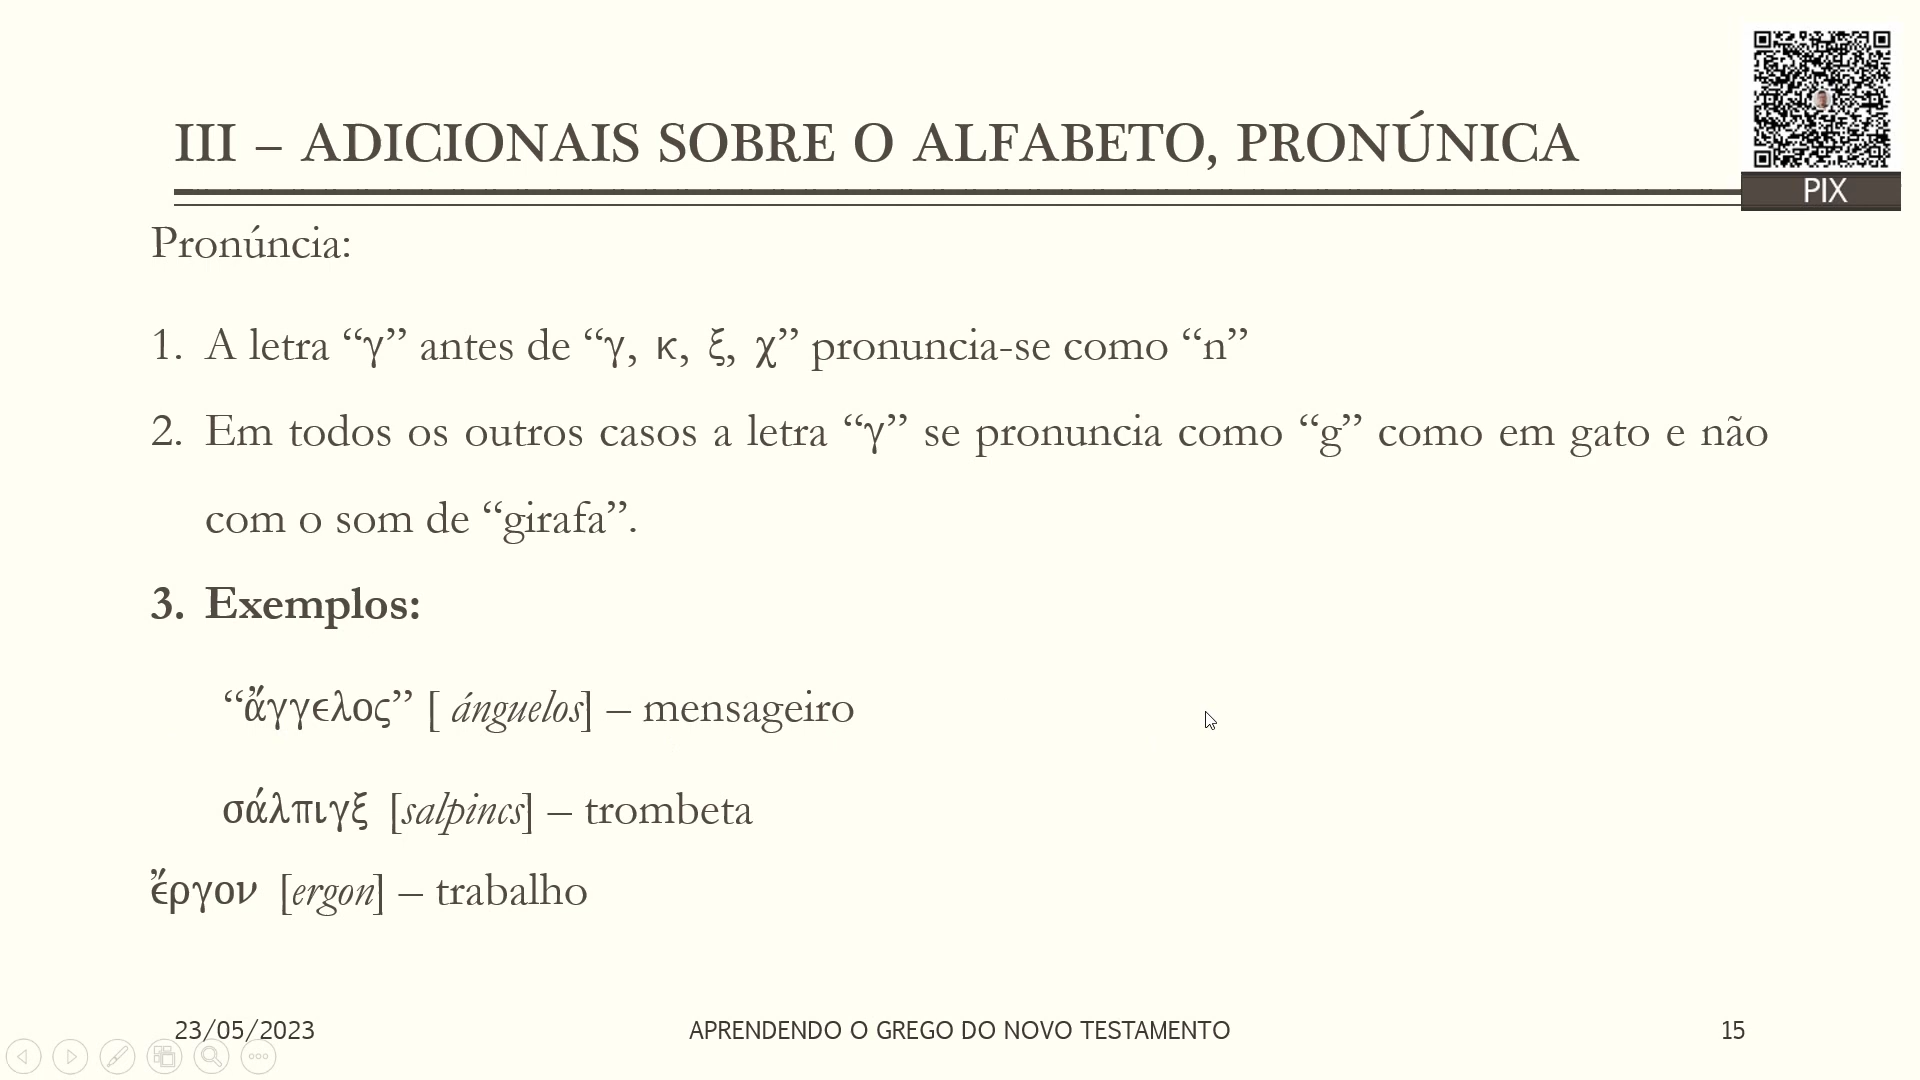 III – ADICIONAIS SOBRE O ALFABETO, PRONÚNICA
PIX
Pronúncia:
1. A letra “γ” antes de “γ, κ, ξ, χ” pronuncia-se como “n”
2. Em todos os outros casos a letra “γ” se pronuncia como “g” como em gato e não
com o som de “girafa”.
3. Exemplos:
“ἄγγελος” [ ánguelos] – mensageiro
σάλπιγξ [salpincs] – trombeta
ἔργον [ergon] – trabalho
23/05/2023 APRENDENDO O GREGO DO NOVO TESTAMENTO 15